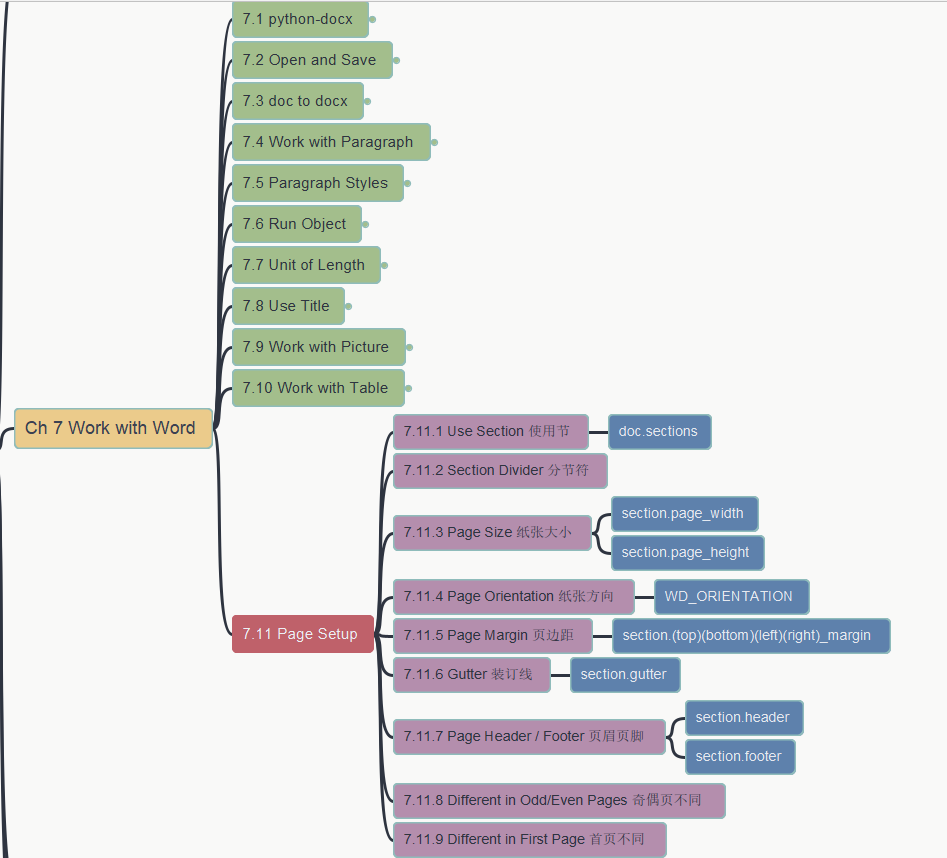 7.1 python-docx
7.2 Open and Save
7.3 doc to docx
7.4 Work with Paragraph
7.5 Paragraph Styles
7.6 Run Object
7.7 Unit of Length
7.8 Use Title
7.9 Work with Picture
7.10 Work with Table
Ch 7 Work with Word
7.11 Page Setup
7.11.1 Use Section 使用节
doc.sections
7.11.2 Section Divider 分节符
7.11.3 Page Size 纸张大小
section.page_width
section.page_height
7.11.4 Page Orientation 纸张方向
WD_ORIENTATION
7.11.5 Page Margin 页边距
section.(top)(bottom)(left)(right)_margin
7.11.6 Gutter 装订线
section.gutter
7.11.7 Page Header / Footer 页眉页脚
section.header
section.footer
7.11.8 Different in Odd/Even Pages 奇偶页不同
7.11.9 Different in First Page 首页不同